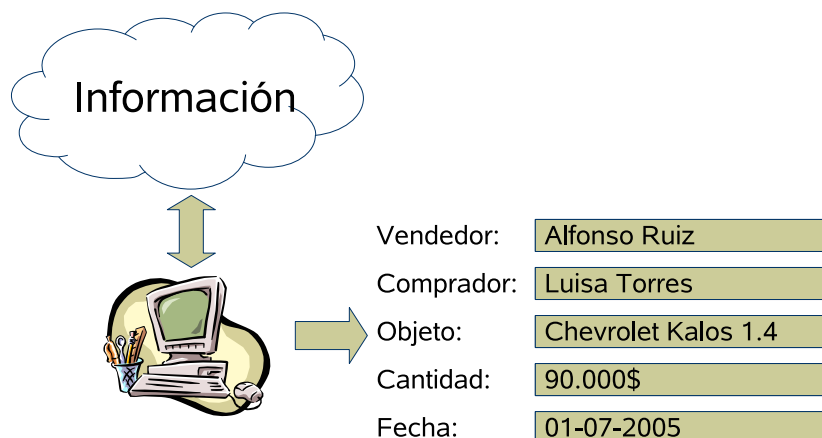 Información
Vendedor: Alfonso Ruiz
Comprador: Luisa Torres
Objeto: Chevrolet Kalos 1.4
Cantidad: 90.000$
Fecha: 01-07-2005